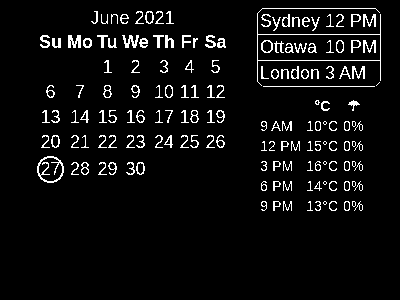 June 2021
Su Mo Tu We Th Fr Sa
1 2 3 4 5
6 7 8 9 10 11 12
13 14 15 16 17 18 19
20 21 22 23 24 25 26
27 28 29 30
Sydney 12 PM
Ottawa 10 PM
London 3 AM
°C
9 AM 10°C 0%
12 PM 15°C 0%
3 PM 16°C 0%
6 PM 14°C 0%
9 PM 13°C 0%